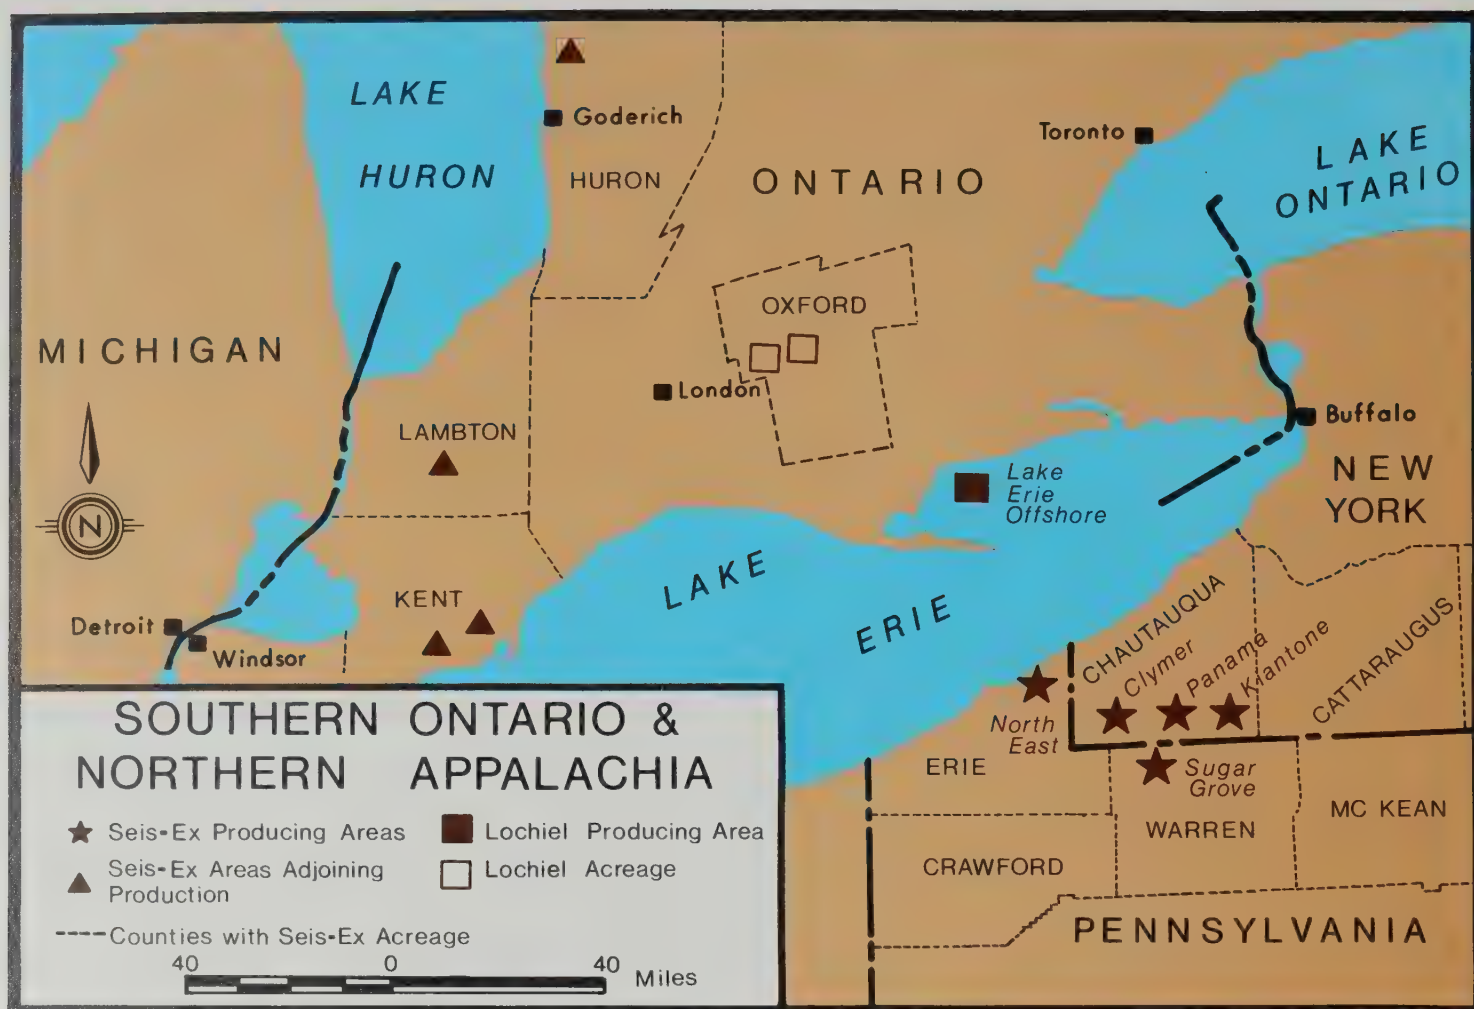 LAKE
HURON
Goderich
HURON
ONTARIO
Toronto
LAKE
ONTARIO
OXFORD
MICHIGAN
London
LAMBTON
Buffalo
NEW
YORK
Lake
Erie
Offshore
N
LAKE
ERIE
KENT
Detroit
Windsor
CHAUTAUQUA
Clymer
Panama
Kiantone
CATTARAUGUS
North
East
ERIE
Sugar
Grove
WARREN
MC KEAN
CRAWFORD
PENNSYLVANIA
SOUTHERN ONTARIO &
NORTHERN APPALACHIA
Seis-Ex Producing Areas
Lochiel Producing Area
Seis-Ex Areas Adjoining
Production
Lochiel Acreage
Counties with Seis-Ex Acreage
40 0 40
Miles